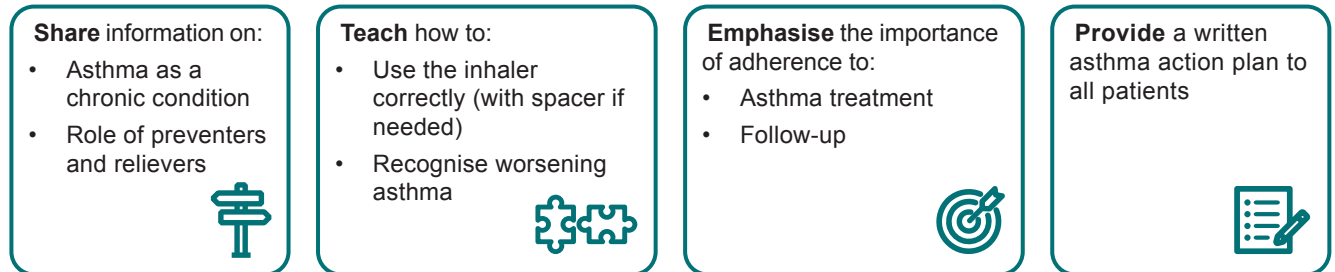 Share information on:
• Asthma as a
chronic condition
• Role of preventers
and relievers
Teach how to:
• Use the inhaler
correctly (with spacer if
needed)
• Recognise worsening
asthma
Emphasise the importance
of adherence to:
• Asthma treatment
• Follow-up
Provide a written
asthma action plan to
all patients